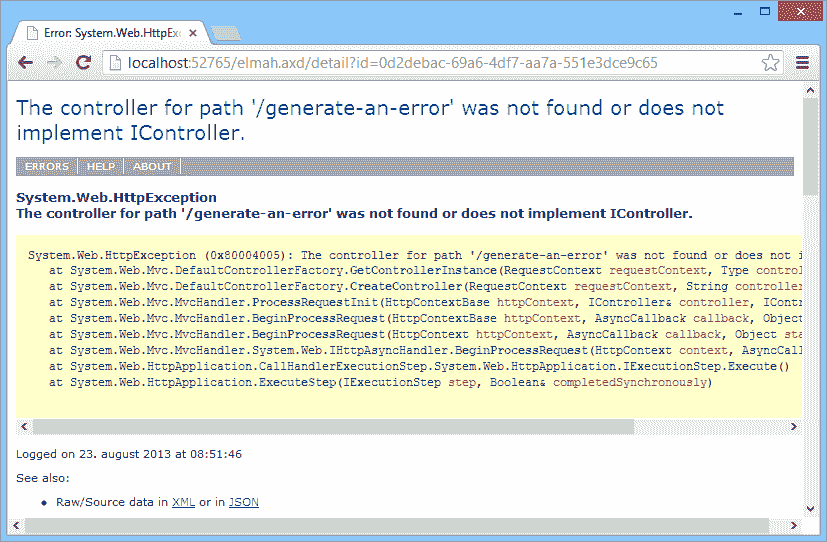 Error: System.Web.HttpEx
localhost:52765/elmah.axd/detail?id=0d2debac-69a6-4df7-aa7a-551e3dce9c65
The controller for path '/generate-an-error' was not found or does not
implement IController.
ERRORS HELP ABOUT
System.Web.HttpException
The controller for path '/generate-an-error' was not found or does not implement IController.
System.Web.HttpException (0x80004005): The controller for path '/generate-an-error' was not found or does not i
at System.Web.Mvc.DefaultControllerFactory.GetControllerInstance(RequestContext requestContext, Type control
at System.Web.Mvc.DefaultControllerFactory.CreateController(RequestContext requestContext, String controller
at System.Web.Mvc.MvcHandler.ProcessRequestInit(HttpContextBase httpContext, IController& controller, ICont
at System.Web.Mvc.MvcHandler.BeginProcessRequest(HttpContextBase httpContext, AsyncCallback callback, Object
at System.Web.Mvc.MvcHandler.BeginProcessRequest(HttpContext httpContext, AsyncCallback callback, Object sta
at System.Web.Mvc.MvcHandler.System.Web.IHttpAsyncHandler.BeginProcessRequest(HttpContext context, AsyncCall
at System.Web.HttpApplication.CallHandlerExecutionStep.System.Web.HttpApplication.IExecutionStep.Execute()
at System.Web.HttpApplication.ExecuteStep(IExecutionStep step, Boolean& completedSynchronously)
Logged on 23. august 2013 at 08:51:46
See also:
• Raw/Source data in XML or in JSON